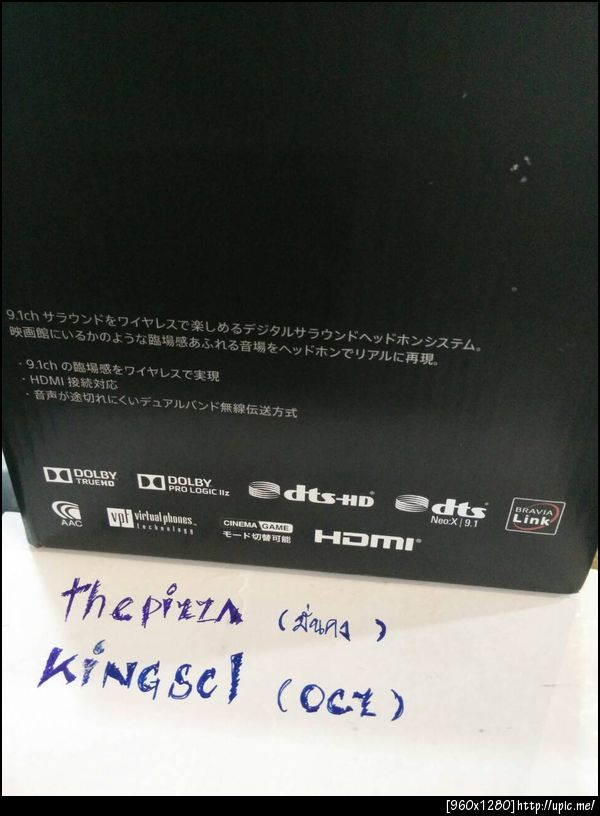 9.1ch サラウンドをワイヤレスで楽しめるデジタルサラウンドヘッドホンシステム。
映画館にいるかのような臨場感あふれる音場をヘッドホンでリアルに再現。
・9.1ch の臨場感をワイヤレスで実現
・HDMI 接続対応
・音声が途切れにくいデュアルバンド無線伝送方式
DOLBY TRUEHD DOLBY PRO LOGIC IIz dts-HD dts Neo:X | 9.1 BRAVIA Link
AAC vpt virtualphones technology CINEMA GAME モード切替可能 HDMI
thepizza (มั่นคง)
KiNGSCl (OCZ)
[960x1280]http://upic.me/